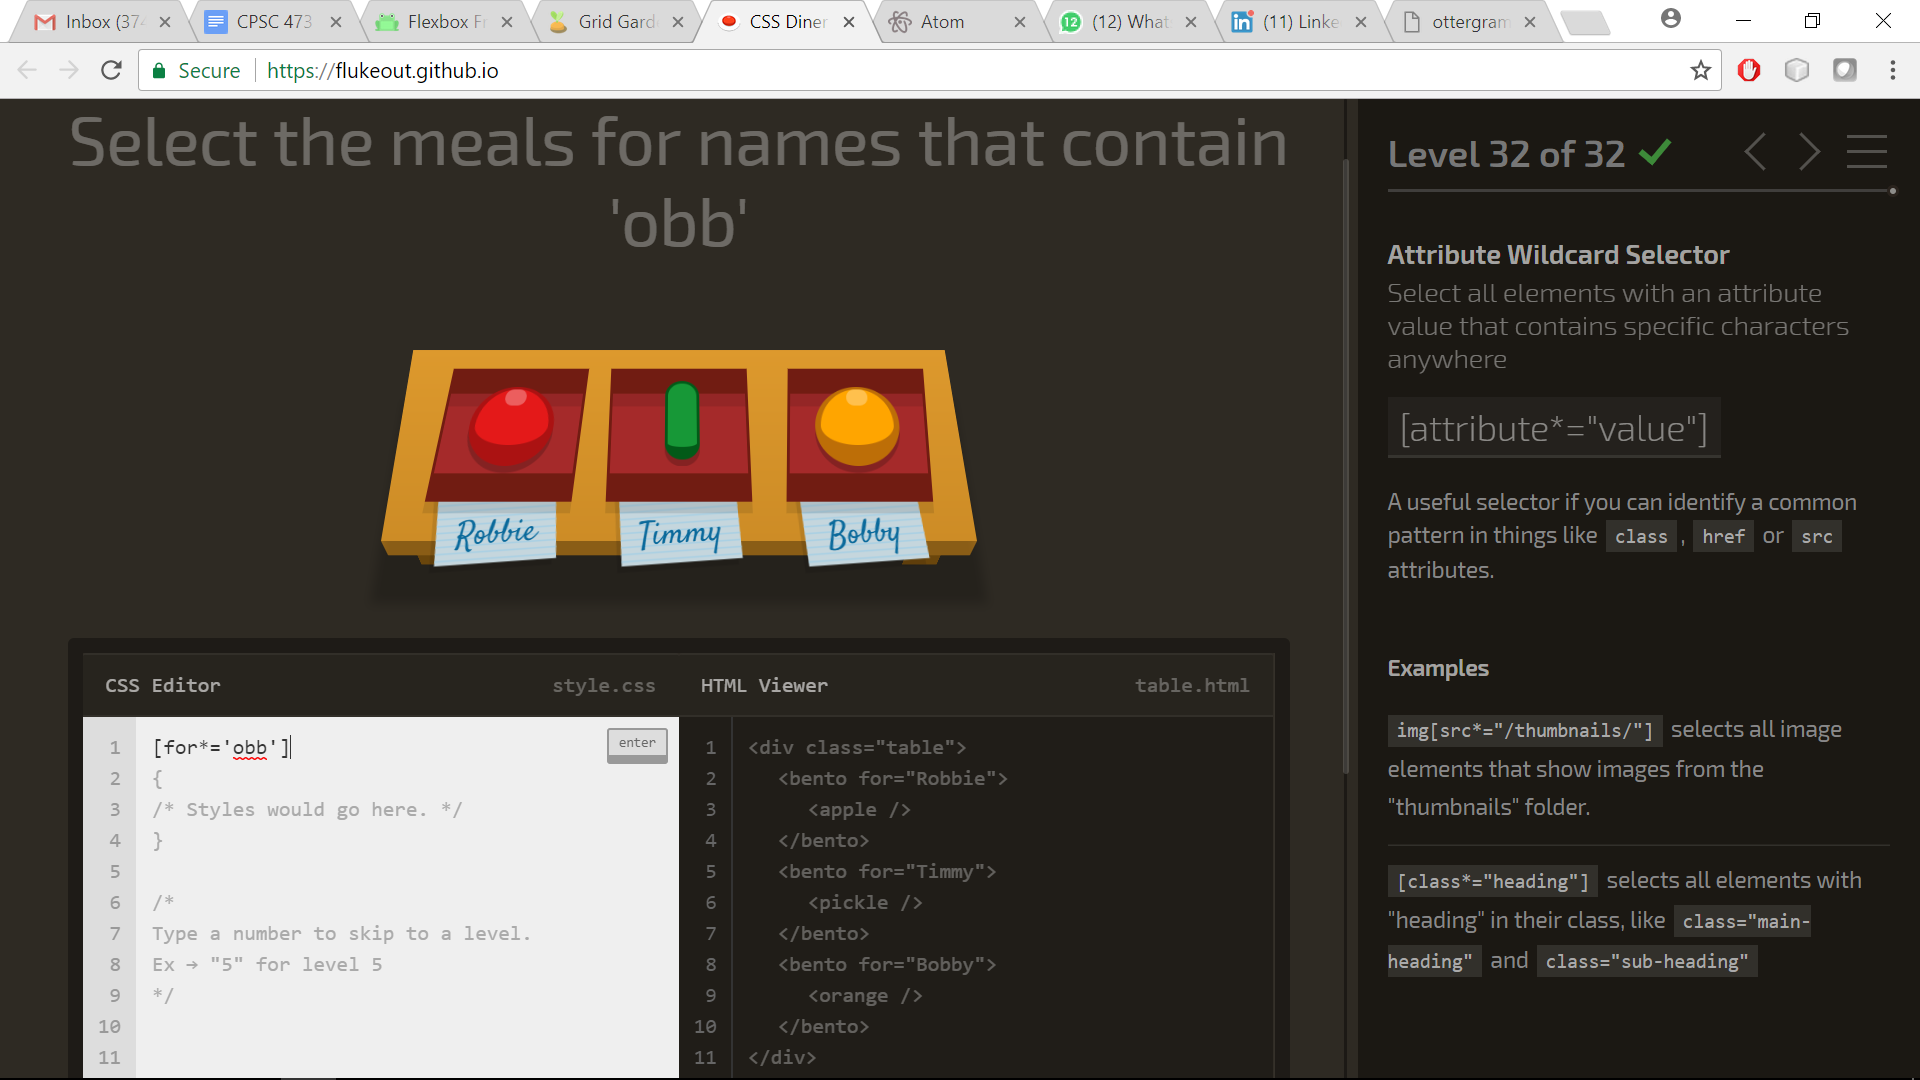 Inbox (374
CPSC 473
Flexbox Fr
Grid Gard
CSS Diner
Atom
12
(12) What
(11) Linke
ottergram
Secure
https://flukeout.github.io
Select the meals for names that contain
'obb'
Robbie
Timmy
Bobby
CSS Editor
style.css
HTML Viewer
table.html
1 [for*='obb']
enter
2 {
3 /* Styles would go here. */
4 }
5
6 /*
7 Type a number to skip to a level.
8 Ex → "5" for level 5
9 */
10
11
1 <div class="table">
2 <bento for="Robbie">
3 <apple />
4 </bento>
5 <bento for="Timmy">
6 <pickle />
7 </bento>
8 <bento for="Bobby">
9 <orange />
10 </bento>
11 </div>
Level 32 of 32
Attribute Wildcard Selector
Select all elements with an attribute
value that contains specific characters
anywhere
[attribute*="value"]
A useful selector if you can identify a common
pattern in things like class , href or src
attributes.
Examples
img[src*="/thumbnails/"] selects all image
elements that show images from the
"thumbnails" folder.
[class*="heading"] selects all elements with
"heading" in their class, like class="main-
heading" and class="sub-heading"